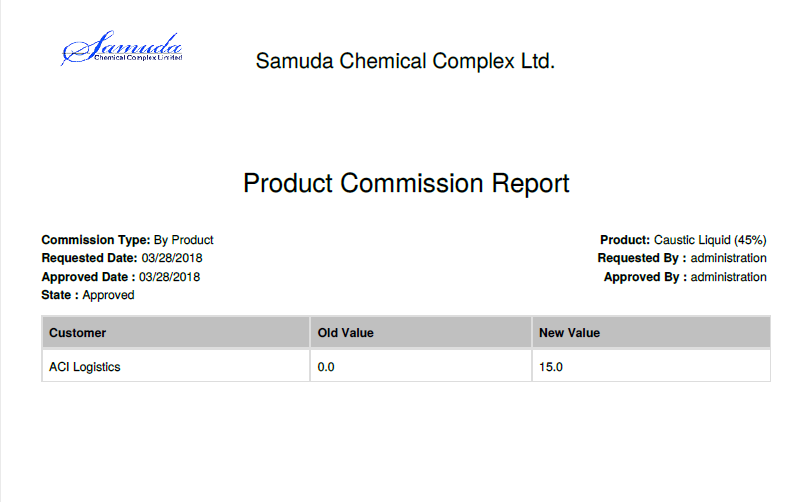 Samuda
Chemical Complex Limited
Samuda Chemical Complex Ltd.
Product Commission Report
Commission Type: By Product
Requested Date: 03/28/2018
Approved Date : 03/28/2018
State : Approved
Product: Caustic Liquid (45%)
Requested By : administration
Approved By : administration
Customer Old Value New Value
ACI Logistics 0.0 15.0